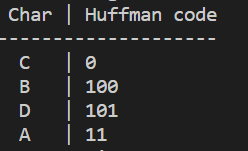 Char | Huffman code
--------------------
C | 0
B | 100
D | 101
A | 11